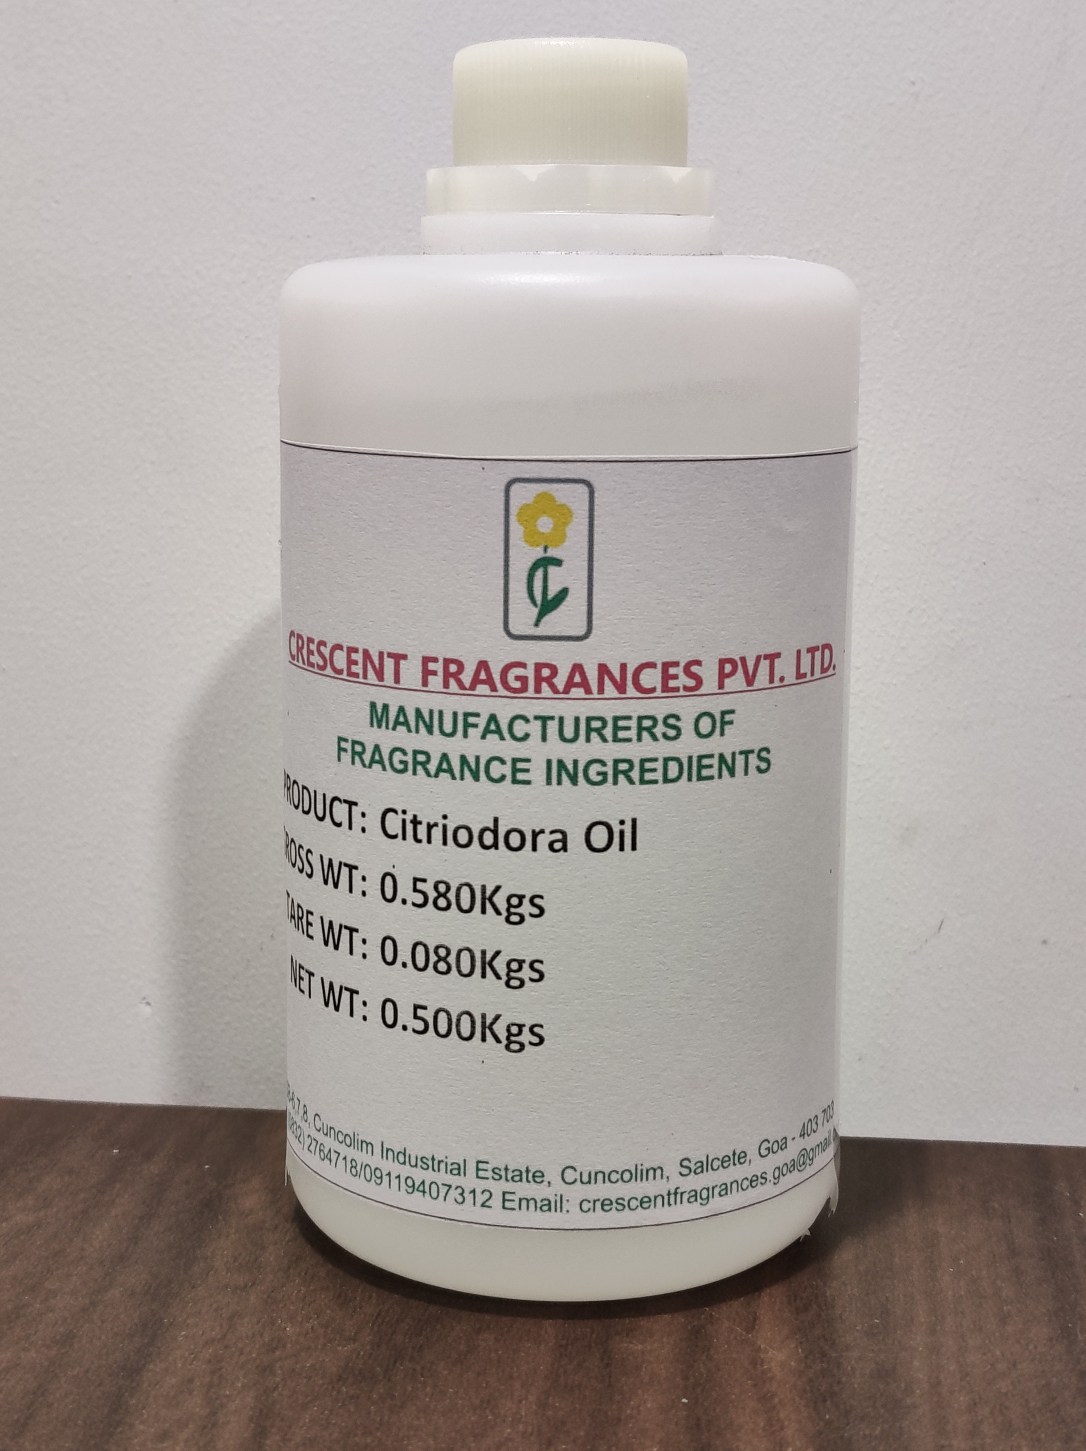 CRESCENT FRAGRANCES PVT. LTD.
MANUFACTURERS OF
FRAGRANCE INGREDIENTS
PRODUCT: Citriodora Oil
GROSS WT: 0.580Kgs
TARE WT: 0.080Kgs
NET WT: 0.500Kgs
Cuncolim Industrial Estate, Cuncolim, Salcete, Goa - 403 703
2764718/09119407312 Email: crescentfragrances.goa@gmail.